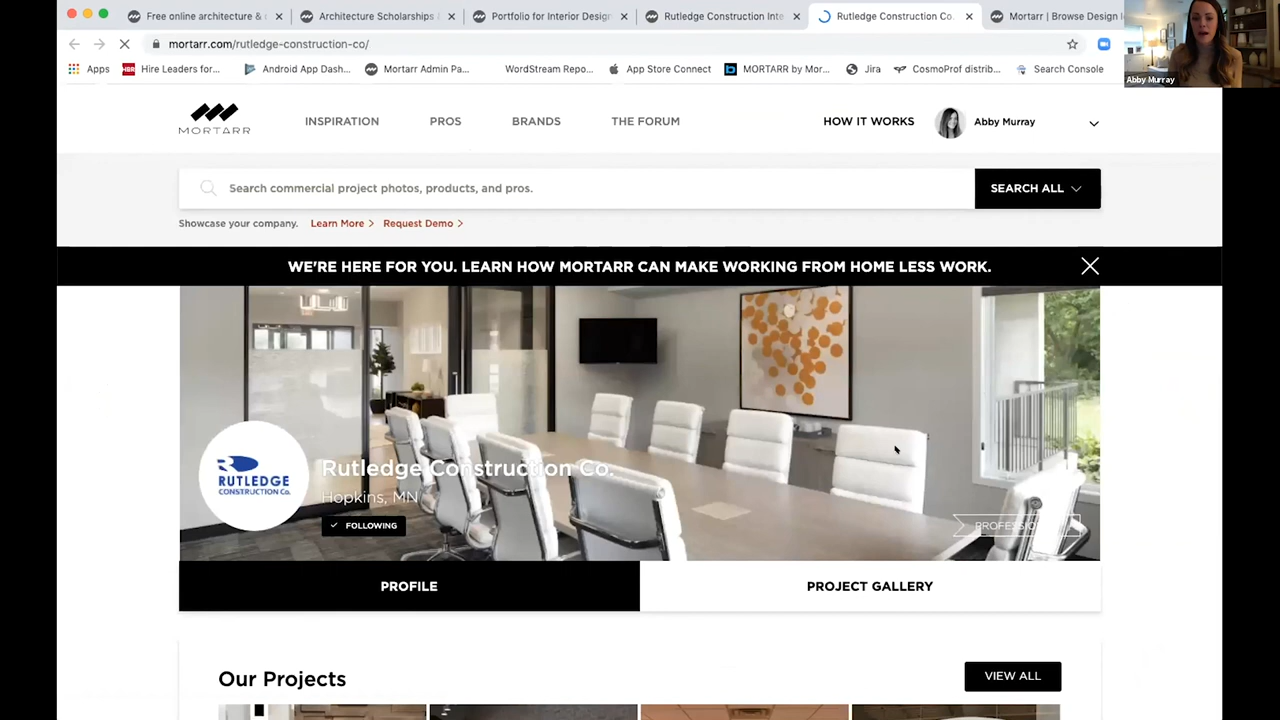 Free online architecture &
Architecture Scholarships
Portfolio for Interior Design
Rutledge Construction Inte
Rutledge Construction Co.
Mortarr | Browse Design
mortarr.com/rutledge-construction-co/
Apps
HBR
Hire Leaders for...
Android App Dash...
Mortarr Admin Pa...
WordStream Repo...
App Store Connect
MORTARR by Mor...
Jira
CosmoProf distrib...
Search Console
Abby Murray
MORTARR
INSPIRATION
PROS
BRANDS
THE FORUM
HOW IT WORKS
Abby Murray
Search commercial project photos, products, and pros.
SEARCH ALL
Showcase your company. Learn More > Request Demo >
WE'RE HERE FOR YOU. LEARN HOW MORTARR CAN MAKE WORKING FROM HOME LESS WORK.
RUTLEDGE
CONSTRUCTION Co.
Rutledge Construction Co.
Hopkins, MN
FOLLOWING
PROFILE
PROJECT GALLERY
Our Projects
VIEW ALL